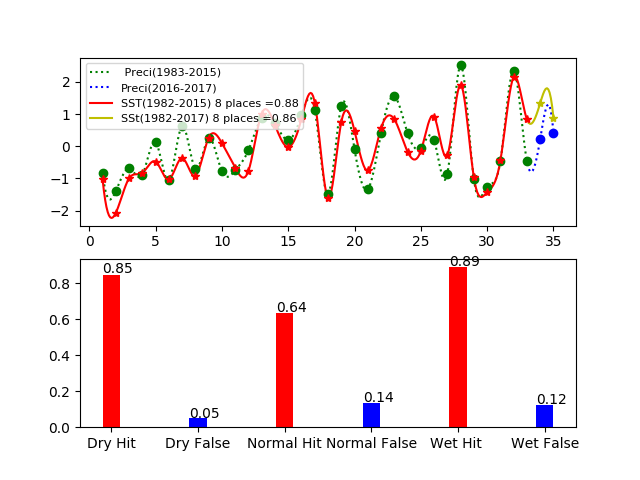 Preci(1983-2015)
Preci(2016-2017)
SST(1982-2015) 8 places =0.88
SSt(1982-2017) 8 places =0.86
2
1
0
−1
−2
0 5 10 15 20 25 30 35
0.8
0.6
0.4
0.2
0.0
0.85
0.05
0.64
0.14
0.89
0.12
Dry Hit Dry False Normal Hit Normal False Wet Hit Wet False